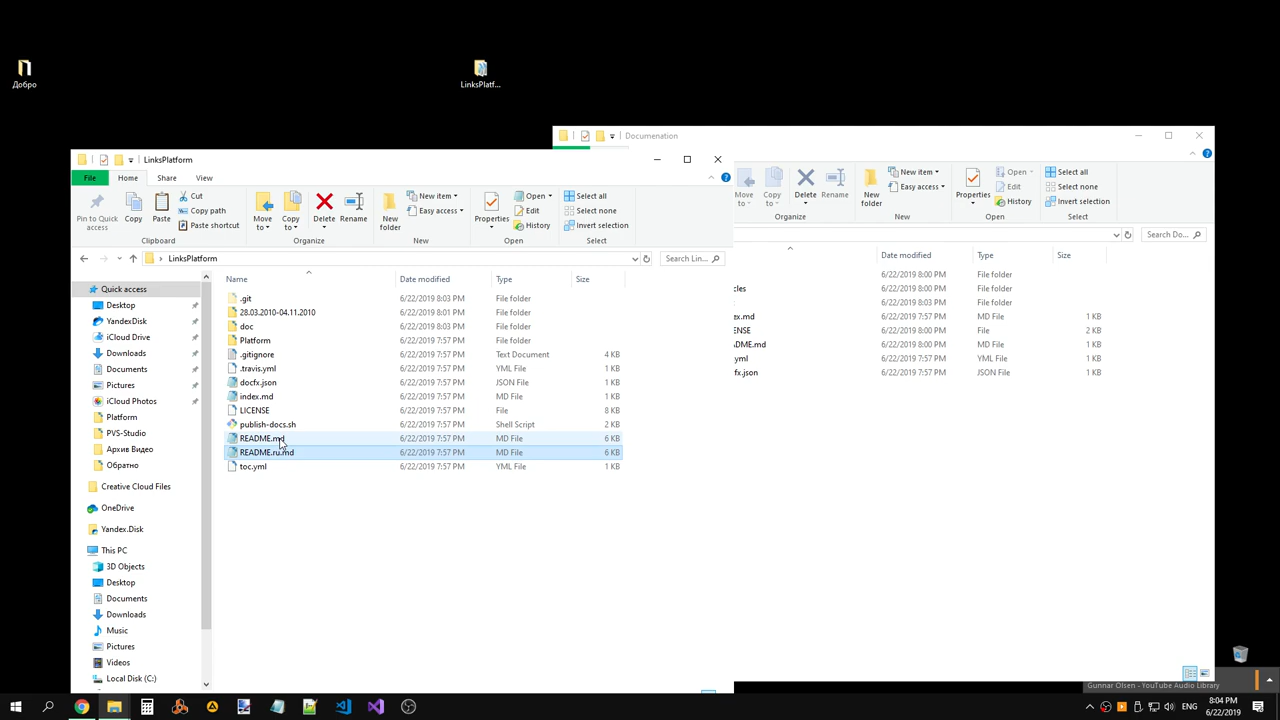 Добро
LinksPlatf...
Documenation
LinksPlatform
File
Home
Share
View
Pin to Quick access
Copy
Paste
Cut
Copy path
Paste shortcut
Clipboard
Move to
Copy to
Delete
Rename
Organize
New folder
New item
Easy access
New
Properties
Open
Edit
History
Open
Select all
Select none
Invert selection
Select
Move to
Copy to
Delete
Rename
Organize
New folder
New item
Easy access
New
Properties
Open
Edit
History
Open
Select all
Select none
Invert selection
Select
LinksPlatform
Search Lin...
Search Do...
Quick access
Desktop
YandexDisk
iCloud Drive
Downloads
Documents
Pictures
iCloud Photos
Platform
PVS-Studio
Архив Видео
Обратно
Creative Cloud Files
OneDrive
Yandex.Disk
This PC
3D Objects
Desktop
Documents
Downloads
Music
Pictures
Videos
Local Disk (C:)
Name Date modified Type Size
.git 6/22/2019 8:03 PM File folder
28.03.2010-04.11.2010 6/22/2019 8:01 PM File folder
doc 6/22/2019 7:57 PM File folder
Platform 6/22/2019 7:57 PM File folder
.gitignore 6/22/2019 7:57 PM Text Document 4 KB
.travis.yml 6/22/2019 7:57 PM YML File 1 KB
docfx.json 6/22/2019 7:57 PM JSON File 1 KB
index.md 6/22/2019 7:57 PM MD File 1 KB
LICENSE 6/22/2019 7:57 PM File 8 KB
publish-docs.sh 6/22/2019 7:57 PM Shell Script 2 KB
README.md 6/22/2019 7:57 PM MD File 6 KB
README.ru.md 6/22/2019 7:57 PM MD File 6 KB
toc.yml 6/22/2019 7:57 PM YML File 1 KB
Date modified Type Size
6/22/2019 8:00 PM File folder
cles 6/22/2019 8:00 PM File folder
6/22/2019 8:03 PM File folder
ex.md 6/22/2019 7:57 PM MD File 1 KB
ENSE 6/22/2019 8:00 PM File 2 KB
DME.md 6/22/2019 8:00 PM MD File 1 KB
yml 6/22/2019 7:57 PM YML File 1 KB
fx.json 6/22/2019 7:57 PM JSON File 1 KB
Gunnar Olsen - YouTube Audio Library
ENG
8:04 PM
6/22/2019